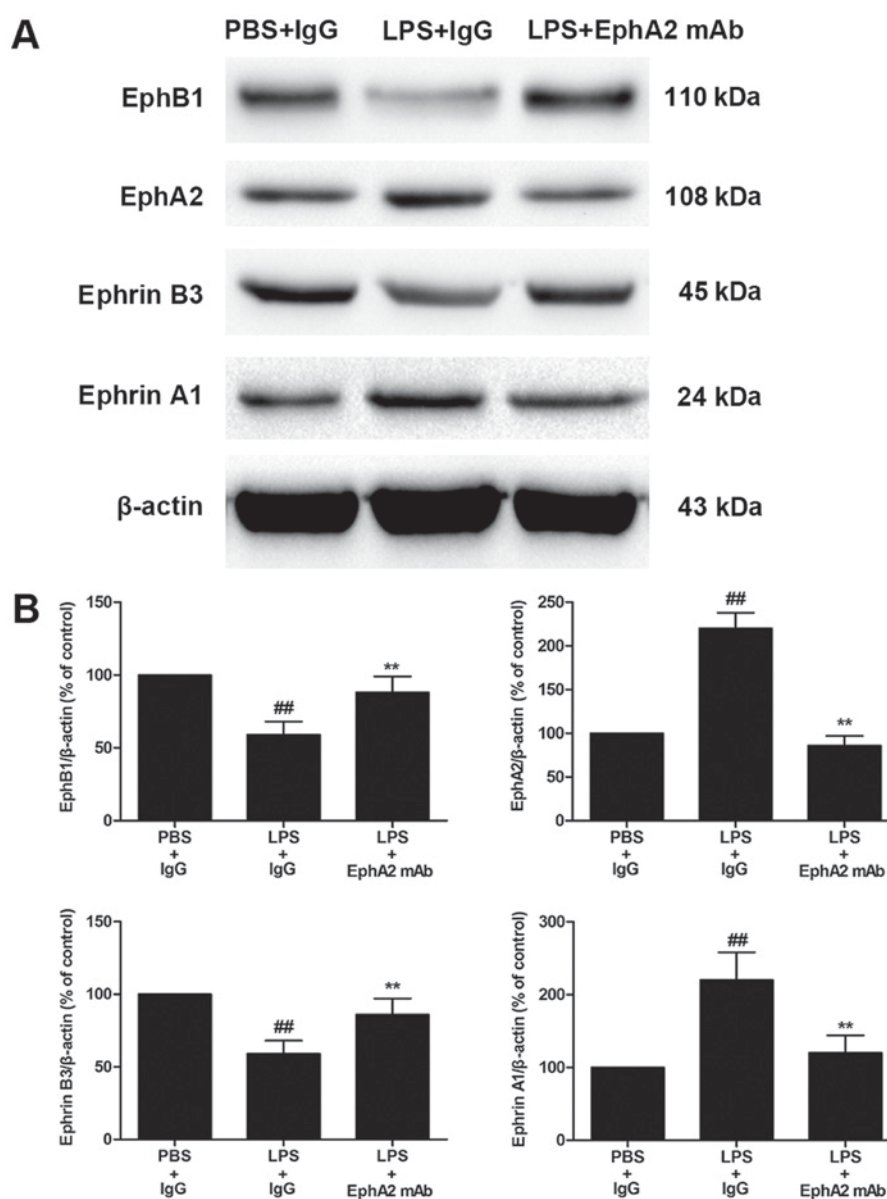 A
PBS+IgG LPS+IgG LPS+EphA2 mAb
EphB1 110 kDa
EphA2 108 kDa
Ephrin B3 45 kDa
Ephrin A1 24 kDa
β-actin 43 kDa
B
EphB1/β-actin (% of control)
150
100
50
0
##
**
PBS LPS LPS
+ + +
IgG IgG EphA2 mAb
EphA2/β-actin (% of control)
250
200
150
100
50
0
##
**
PBS LPS LPS
+ + +
IgG IgG EphA2 mAb
Ephrin B3/β-actin (% of control)
150
100
50
0
##
**
PBS LPS LPS
+ + +
IgG IgG EphA2 mAb
Ephrin A1/β-actin (% of control)
300
200
100
0
##
**
PBS LPS LPS
+ + +
IgG IgG EphA2 mAb